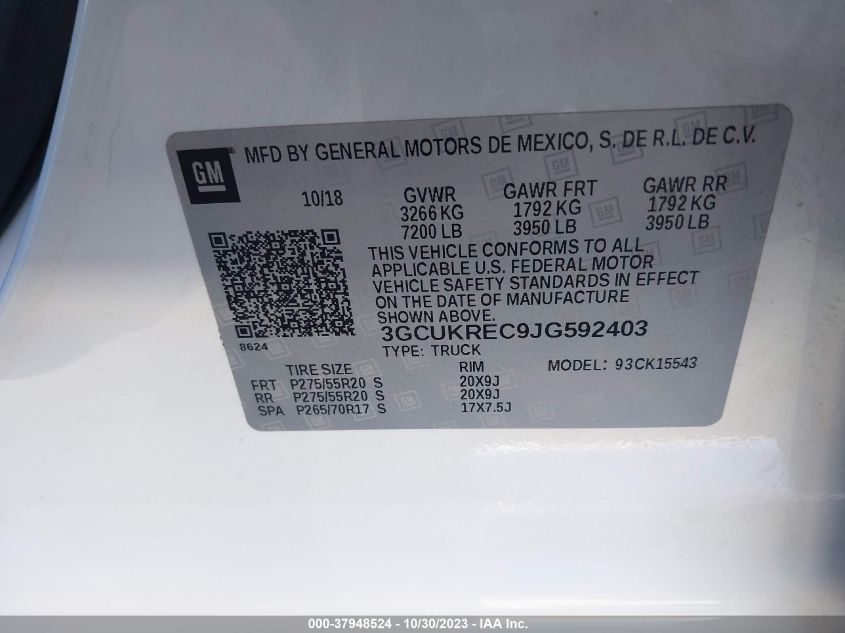 GM ® MFD BY GENERAL MOTORS DE MEXICO, S. DE R.L. DE C.V.
10/18 GVWR GAWR FRT GAWR RR
3266 KG 1792 KG 1792 KG
7200 LB 3950 LB 3950 LB
THIS VEHICLE CONFORMS TO ALL
APPLICABLE U.S. FEDERAL MOTOR
VEHICLE SAFETY STANDARDS IN EFFECT
ON THE DATE OF MANUFACTURE
SHOWN ABOVE.
8624
3GCUKREC9JG592403
TYPE: TRUCK
TIRE SIZE RIM MODEL: 93CK15543
FRT P275/55R20 S 20X9J
RR P275/55R20 S 20X9J
SPA P265/70R17 S 17X7.5J
000-37948524 - 10/30/2023 - IAA Inc.